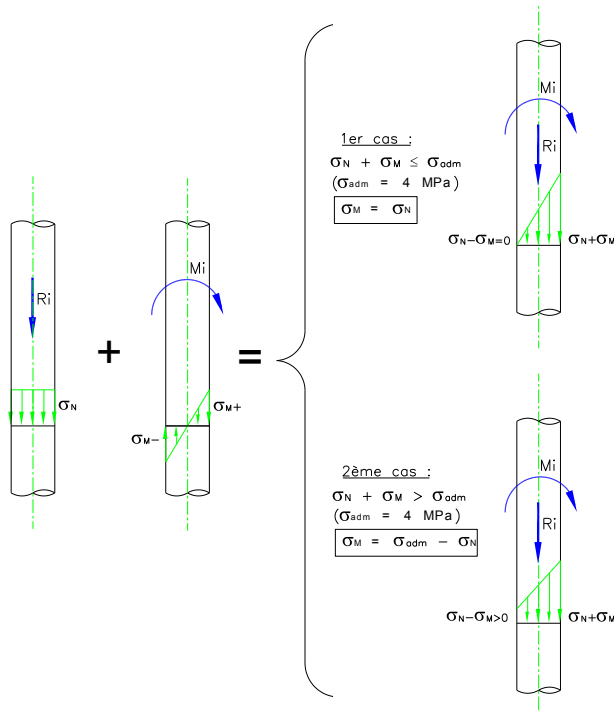 Mi
Ri
1er cas :
σN + σM ≤ σadm
(σadm = 4 MPa)
σM = σN
σN–σM=0
σN+σM
Ri
Mi
+
=
σN
σM+
σM–
2ème cas :
σN + σM > σadm
(σadm = 4 MPa)
σM = σadm – σN
Mi
Ri
σN–σM>0
σN+σM